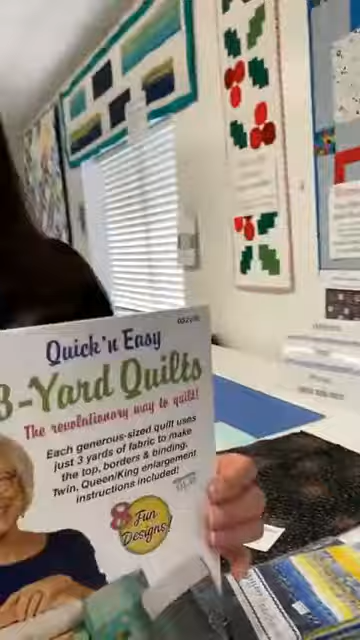 Quick'n Easy
3-Yard Quilts
The revolutionary way to quilt!
Each generous-sized quilt uses
just 3 yards of fabric to make
the top, borders & binding.
Twin, Queen/King enlargement
instructions included!
8 Fun
Designs!